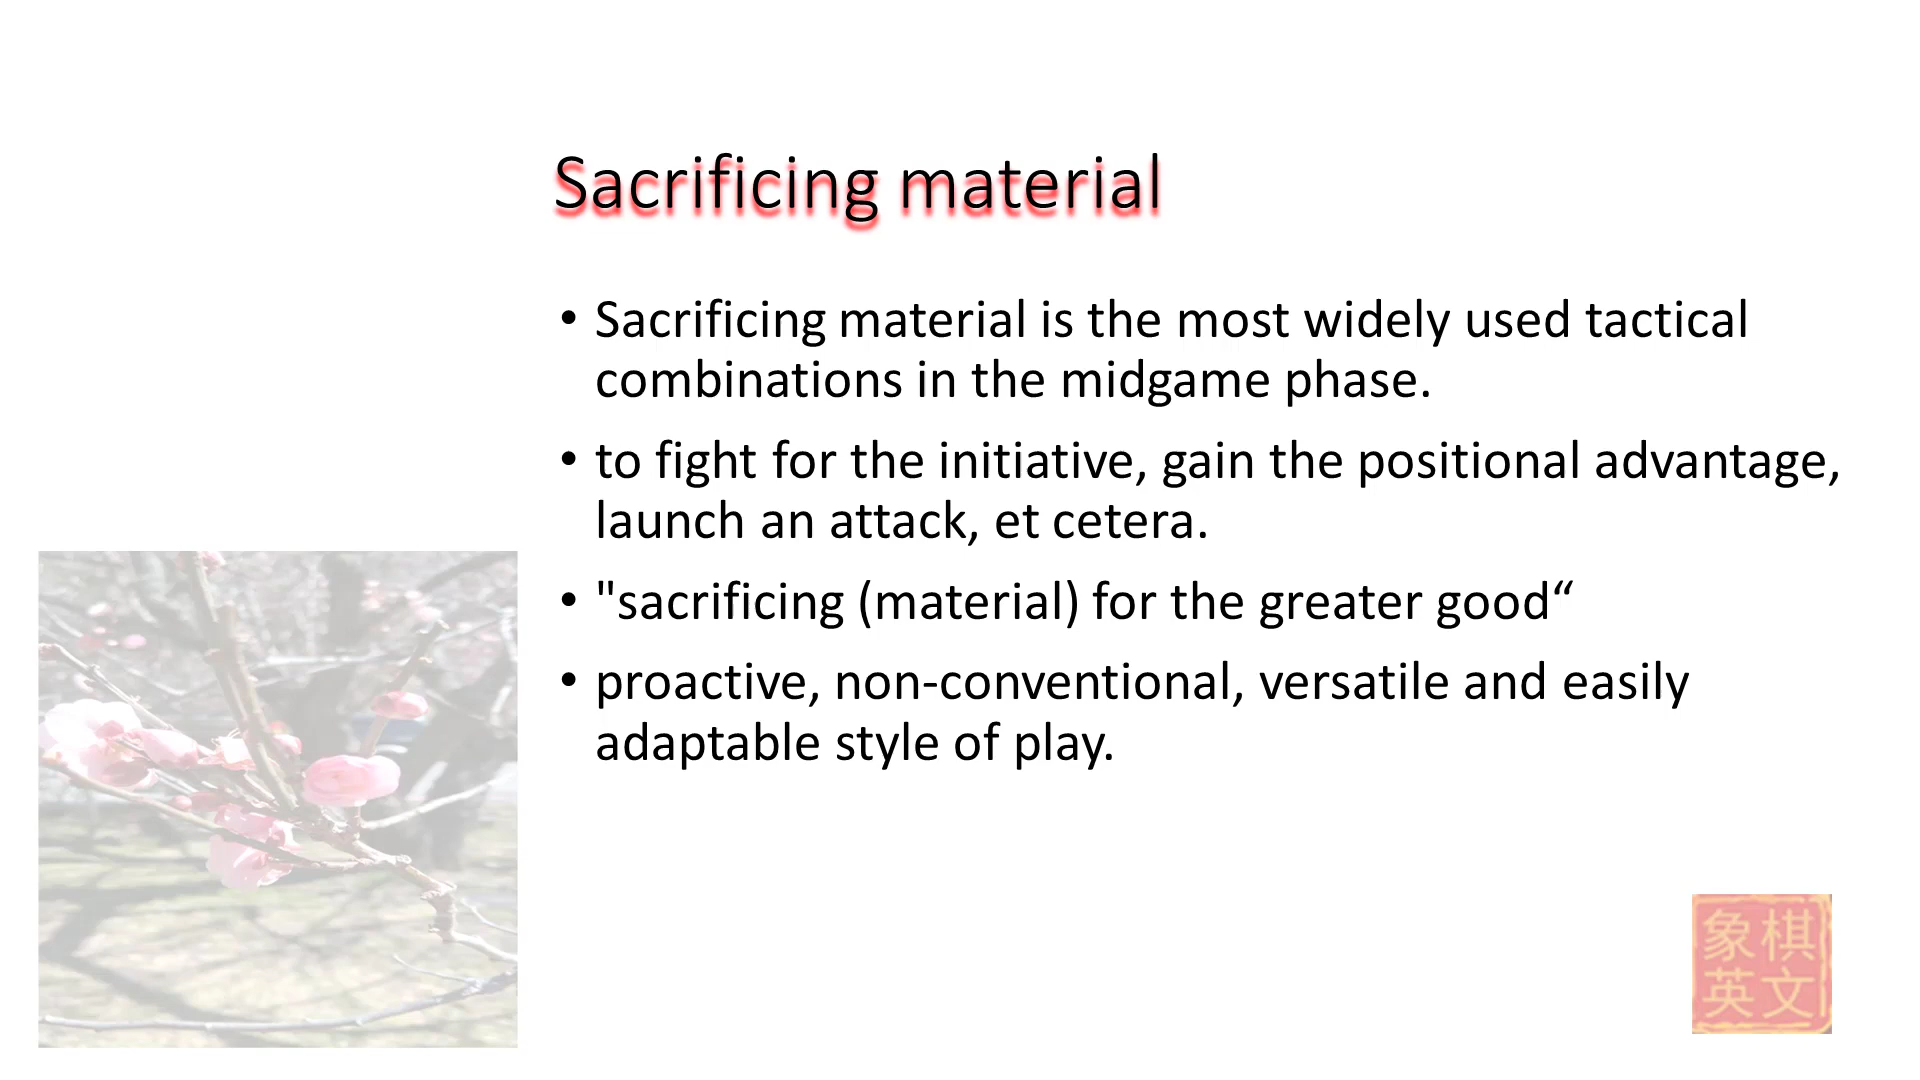 Sacrificing material
• Sacrificing material is the most widely used tactical
combinations in the midgame phase.
• to fight for the initiative, gain the positional advantage,
launch an attack, et cetera.
• "sacrificing (material) for the greater good“
• proactive, non-conventional, versatile and easily
adaptable style of play.
象棋
英文